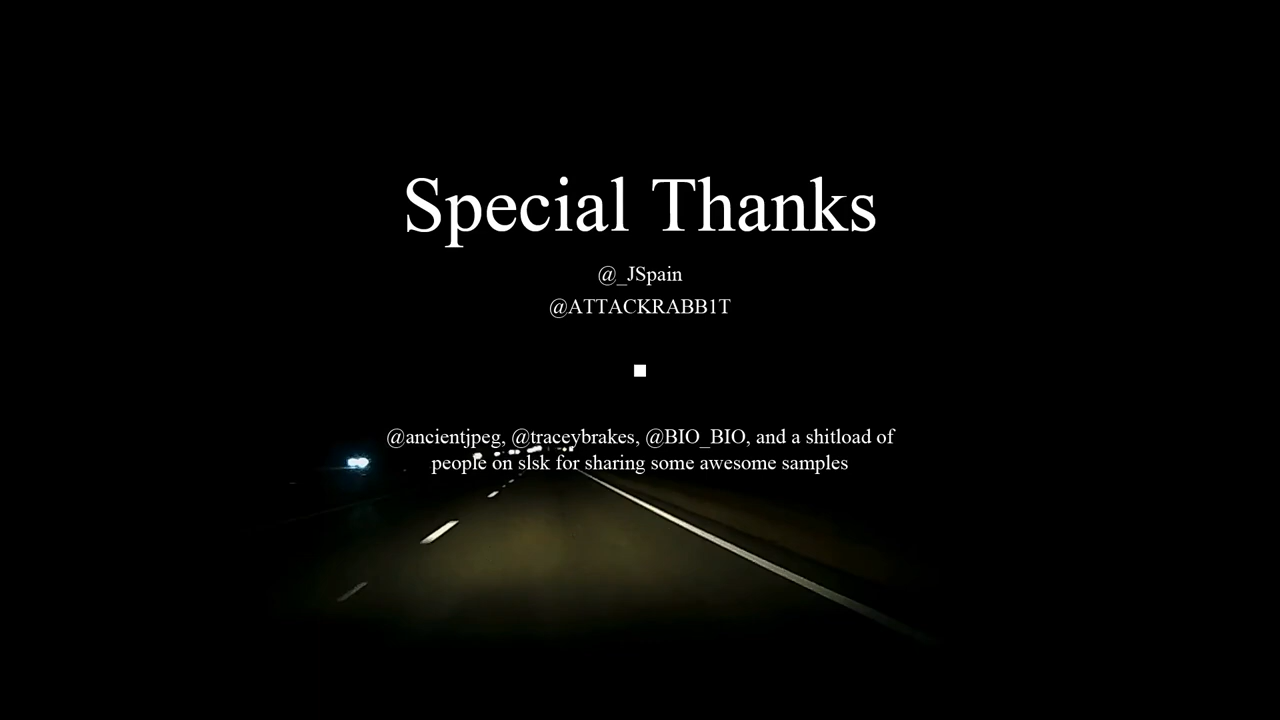 Special Thanks
@_JSpain
@ATTACKRABB1T
@ancientjpeg, @traceybrakes, @BIO_BIO, and a shitload of
people on slsk for sharing some awesome samples